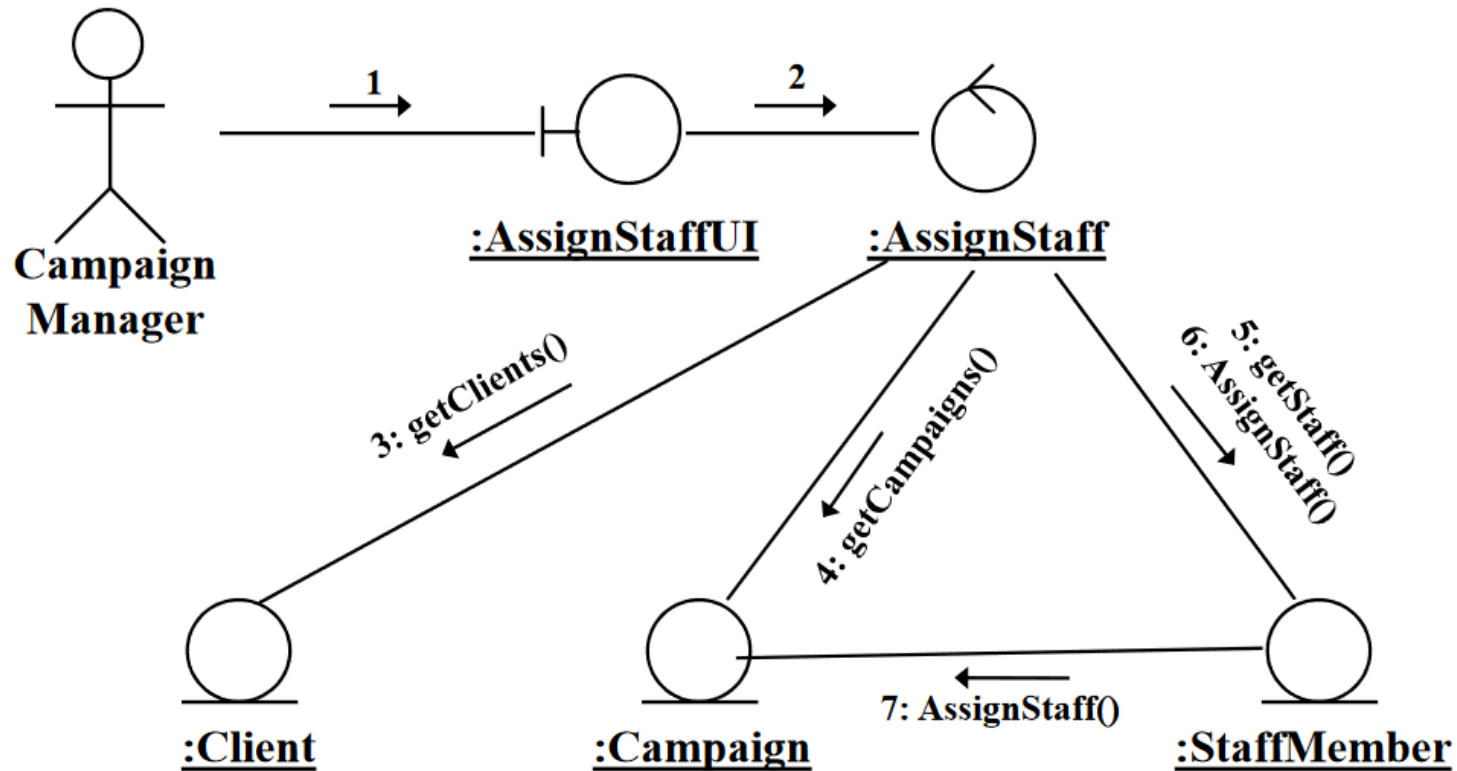 1
2
:AssignStaffUI
:AssignStaff
Campaign
Manager
3: getClients()
4: getCampaigns()
5: getStaff()
6: AssignStaff()
7: AssignStaff()
:Client
:Campaign
:StaffMember